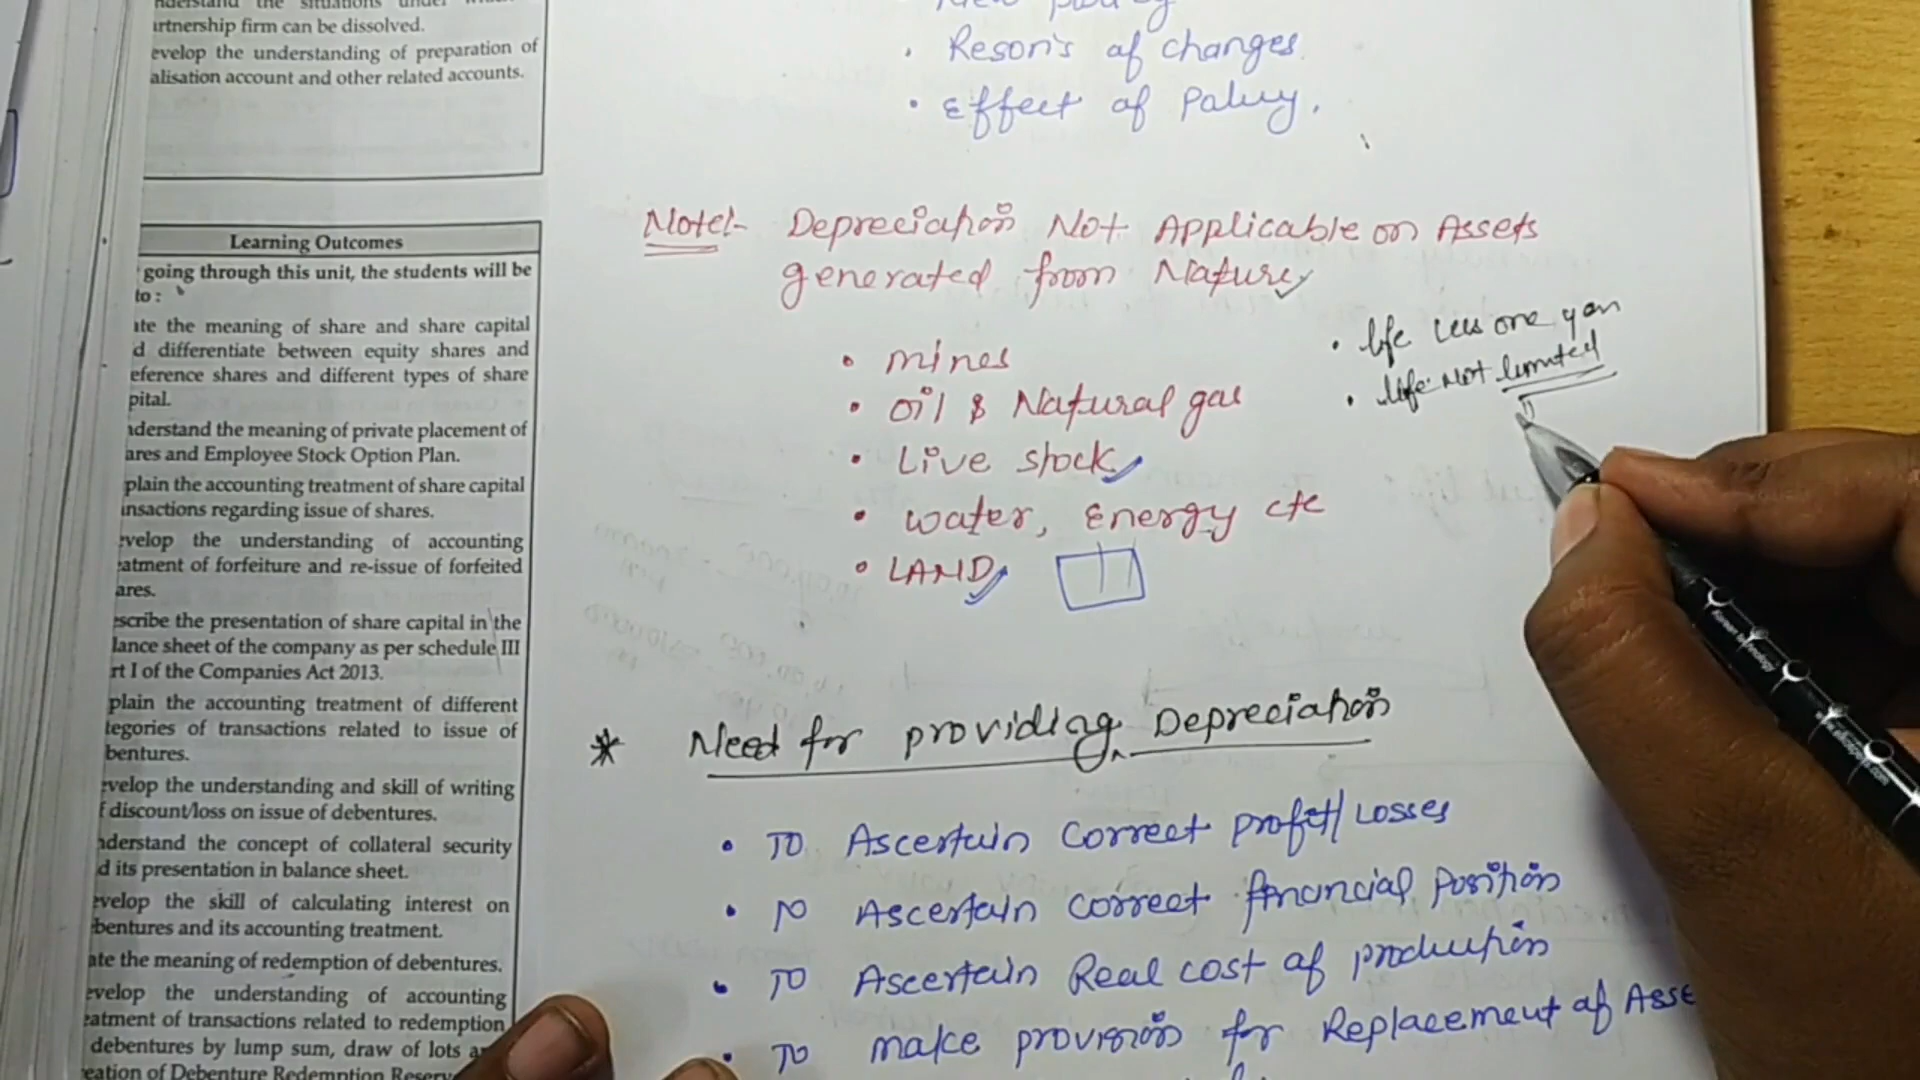 nderstand the situations under
rtnership firm can be dissolved.
evelop the understanding of preparation of
alisation account and other related accounts.
Learning Outcomes
going through this unit, the students will be
to :
ate the meaning of share and share capital
d differentiate between equity shares and
eference shares and different types of share
pital.
nderstand the meaning of private placement of
ares and Employee Stock Option Plan.
plain the accounting treatment of share capital
ansactions regarding issue of shares.
evelop the understanding of accounting
eatment of forfeiture and re-issue of forfeited
ares.
escribe the presentation of share capital in the
lance sheet of the company as per schedule III
rt I of the Companies Act 2013.
plain the accounting treatment of different
tegories of transactions related to issue of
bentures.
evelop the understanding and skill of writing
f discount/loss on issue of debentures.
nderstand the concept of collateral security
d its presentation in balance sheet.
evelop the skill of calculating interest on
bentures and its accounting treatment.
ate the meaning of redemption of debentures.
evelop the understanding of accounting
eatment of transactions related to redemption
debentures by lump sum, draw of lots
eation of Debenture Redemption Reserv
• Reson's of changes
• Effect of Paluy.
Note:- Depreciation Not Applicable on Assets
generated from Nature
• mines
• oil & Natural gas
• Live stock
• water, Energy etc
• LAND
• life less one year
• life Not limited
* Need for providing Depreciation
• To Ascertain correct profit/Losses
• To Ascertain correct financial Position
• To Ascertain Real cost of production
• To make provision for Replacement of Asse
Korean technology